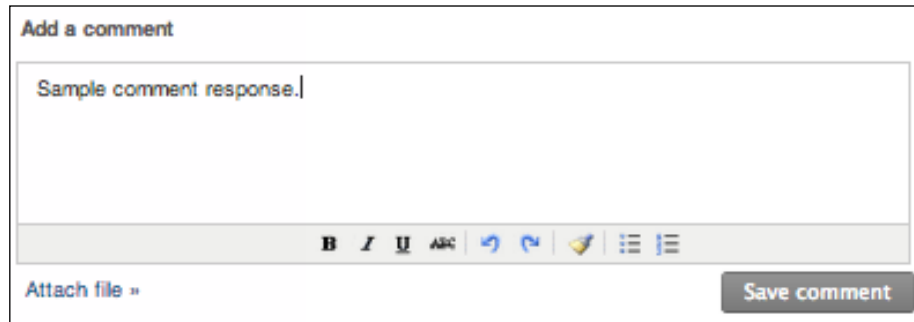 Add a comment
Sample comment response.
B I U ABC
Attach file »
Save comment